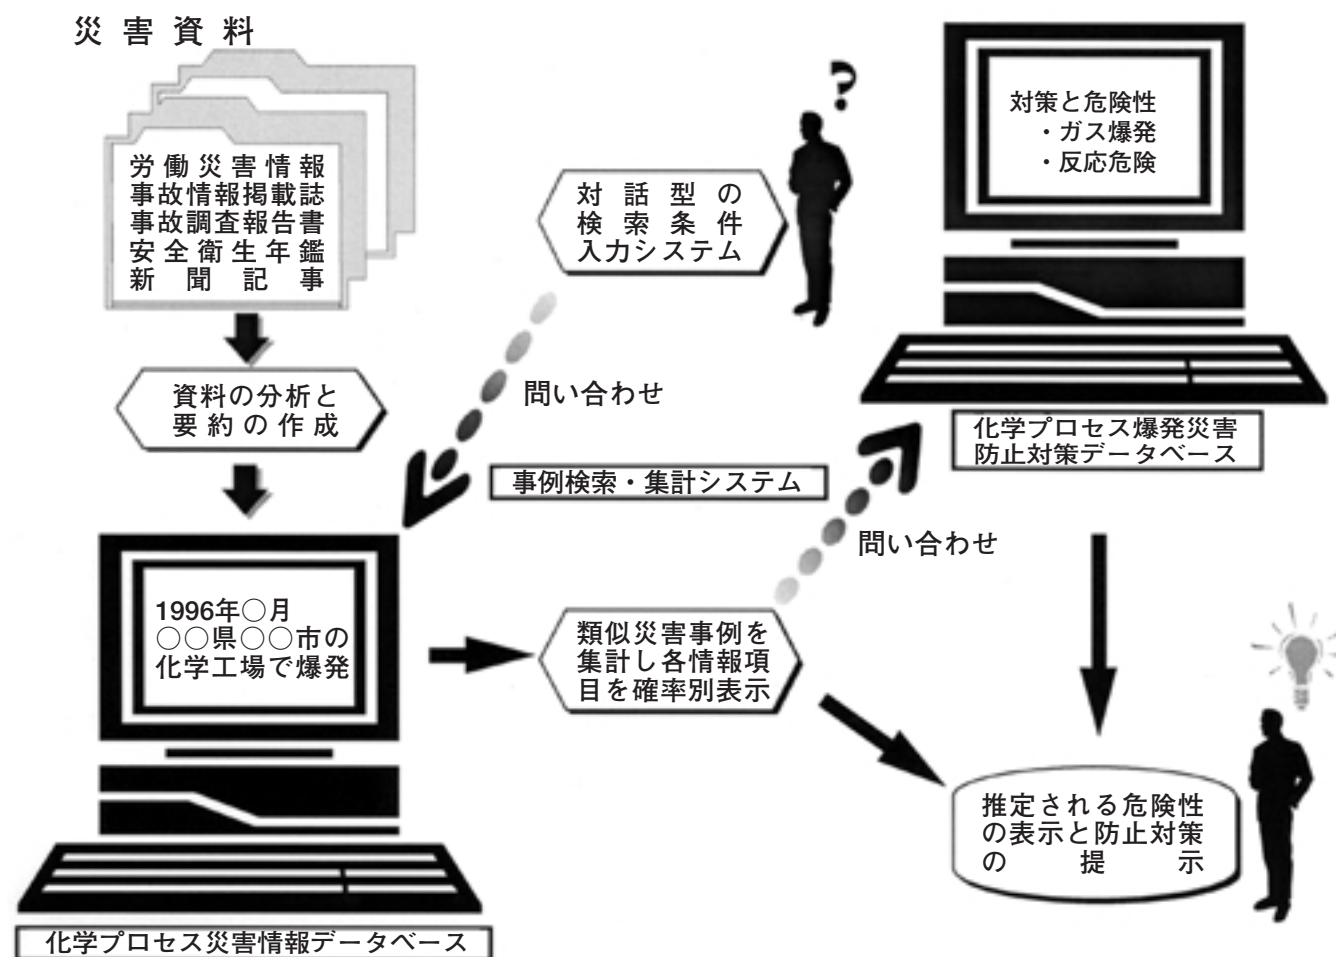 災害資料
労働災害情報
事故情報掲載誌
事故調査報告書
安全衛生年鑑
新聞記事
資料の分析と
要約の作成
1996年○月
○○県○○市の
化学工場で爆発
化学プロセス災害情報データベース
?
対話型の
検索条件
入力システム
問い合わせ
事例検索・集計システム
類似災害事例を
集計し各情報項
目を確率別表示
問い合わせ
対策と危険性
・ガス爆発
・反応危険
化学プロセス爆発災害
防止対策データベース
推定される危険性
の表示と防止対策
の提示